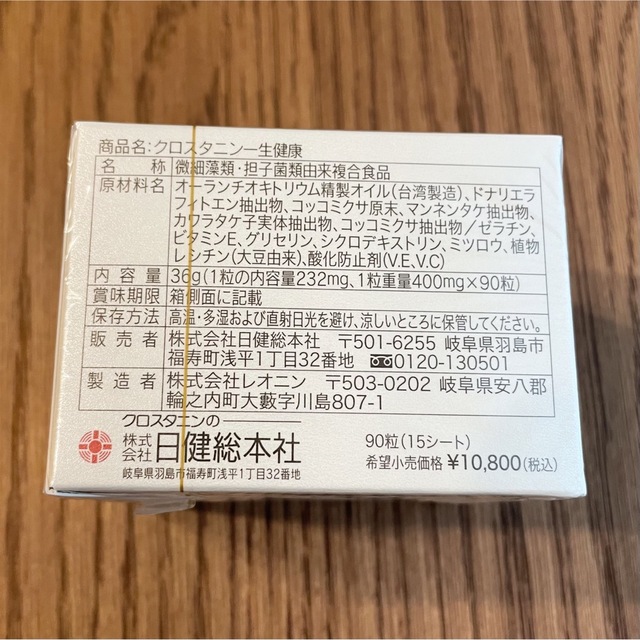 商品名:クロスタニン一生健康
名称 微細藻類・担子菌類由来複合食品
原材料名 オーランチオキトリウム精製オイル(台湾製造)、ドナリエラ
フィトエン抽出物、コッコミクサ原末、マンネンタケ抽出物、
カワラタケ子実体抽出物、コッコミクサ抽出物/ゼラチン、
ビタミンE、グリセリン、シクロデキストリン、ミツロウ、植物
レシチン(大豆由来)、酸化防止剤(V.E、V.C)
内容量 36g(1粒の内容量232mg、1粒重量400mg×90粒)
賞味期限 箱側面に記載
保存方法 高温・多湿および直射日光を避け、涼しいところに保管してください。
販売者 株式会社日健総本社 〒501-6255 岐阜県羽島市
福寿町浅平1丁目32番地 0120-130501
製造者 株式会社レオニン 〒503-0202 岐阜県安八郡
輪之内町大藪字川島807-1
クロスタニンの
株式会社 日健総本社
岐阜県羽島市福寿町浅平1丁目32番地
90粒(15シート)
希望小売価格 ¥10,800(税込)